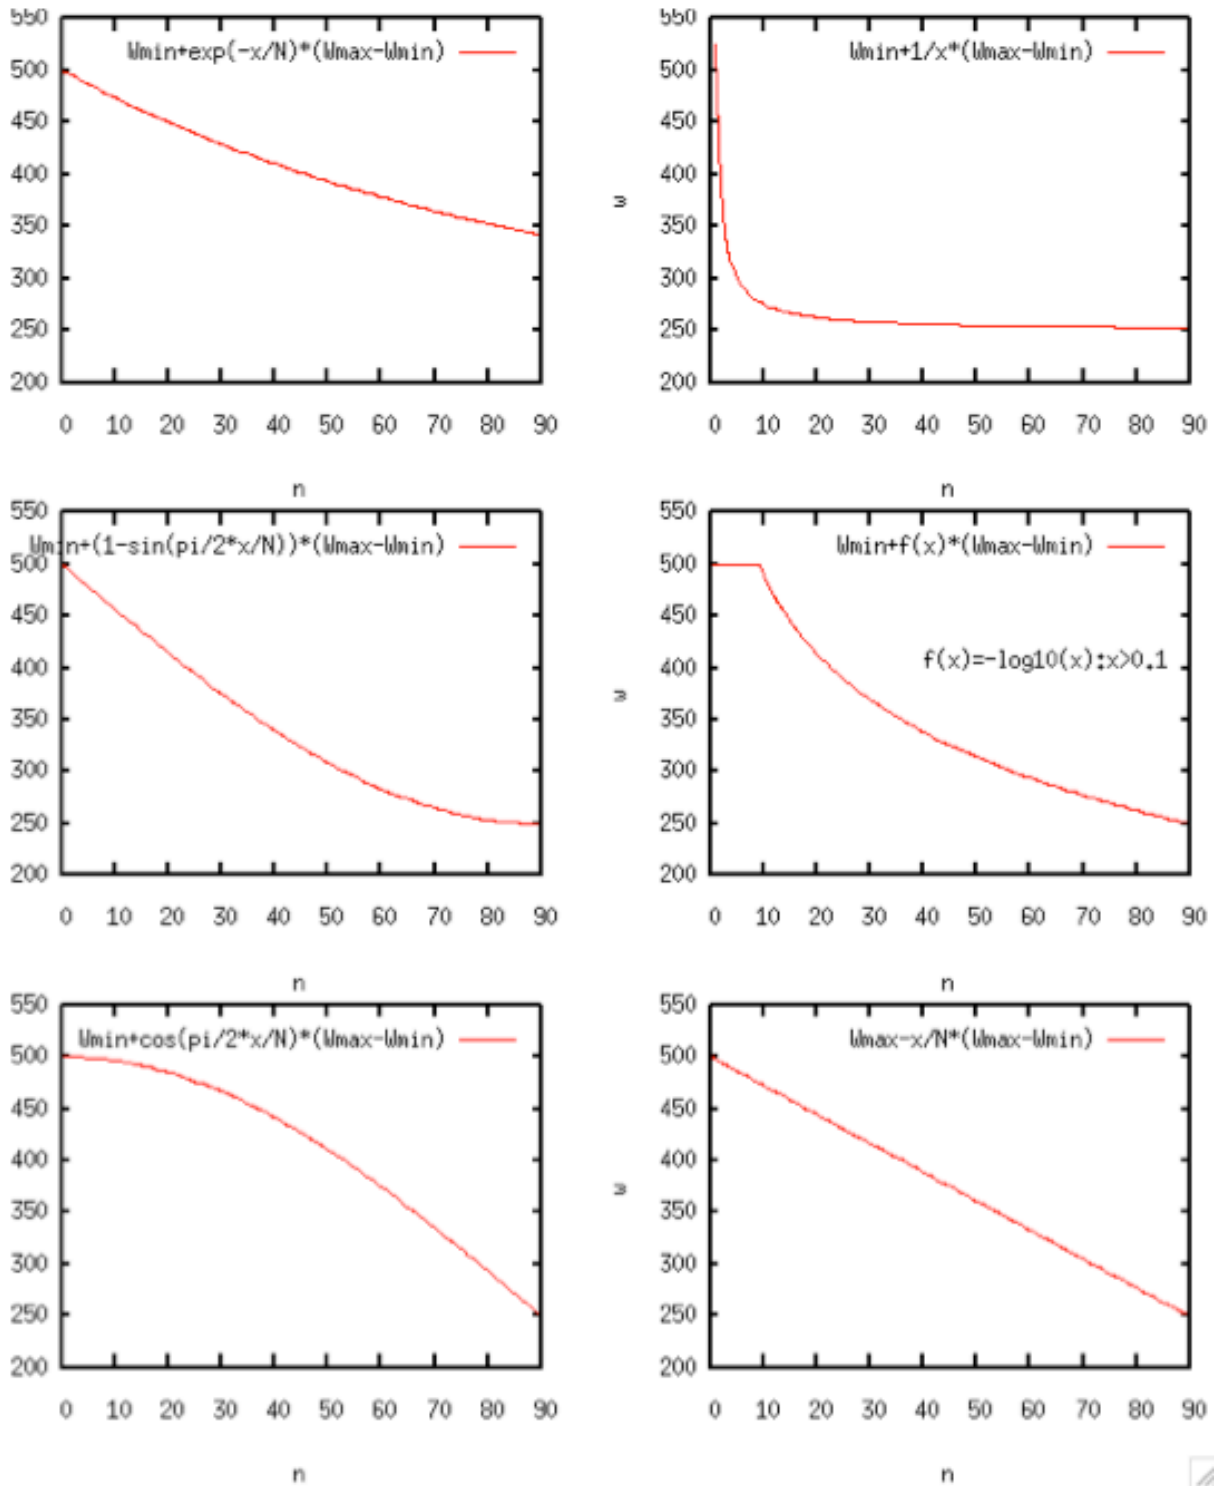 550
Wmin+exp(-x/N)*(Wmax-Wmin)
500
450
400
350
300
250
200
0 10 20 30 40 50 60 70 80 90
n
550
Wmin+1/x*(Wmax-Wmin)
500
450
400
350
300
250
200
w
0 10 20 30 40 50 60 70 80 90
n
550
Wmin+(1-sin(pi/2*x/N))*(Wmax-Wmin)
500
450
400
350
300
250
200
0 10 20 30 40 50 60 70 80 90
n
550
Wmin+f(x)*(Wmax-Wmin)
500
450
f(x)=-log10(x);x>0.1
400
350
300
250
200
w
0 10 20 30 40 50 60 70 80 90
n
550
Wmin+cos(pi/2*x/N)*(Wmax-Wmin)
500
450
400
350
300
250
200
0 10 20 30 40 50 60 70 80 90
n
550
Wmax-x/N*(Wmax-Wmin)
500
450
400
350
300
250
200
w
0 10 20 30 40 50 60 70 80 90
n